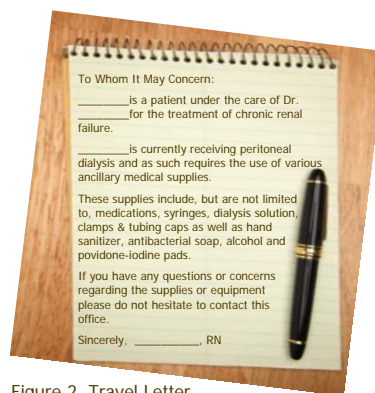 To Whom It May Concern:
_________is a patient under the care of Dr.
_________for the treatment of chronic renal
failure.
_________is currently receiving peritoneal
dialysis and as such requires the use of various
ancillary medical supplies.
These supplies include, but are not limited
to, medications, syringes, dialysis solution,
clamps & tubing caps as well as hand
sanitizer, antibacterial soap, alcohol and
povidone-iodine pads.
If you have any questions or concerns
regarding the supplies or equipment
please do not hesitate to contact this
office.
Sincerely, ___________, RN
Figure 2. Travel Letter